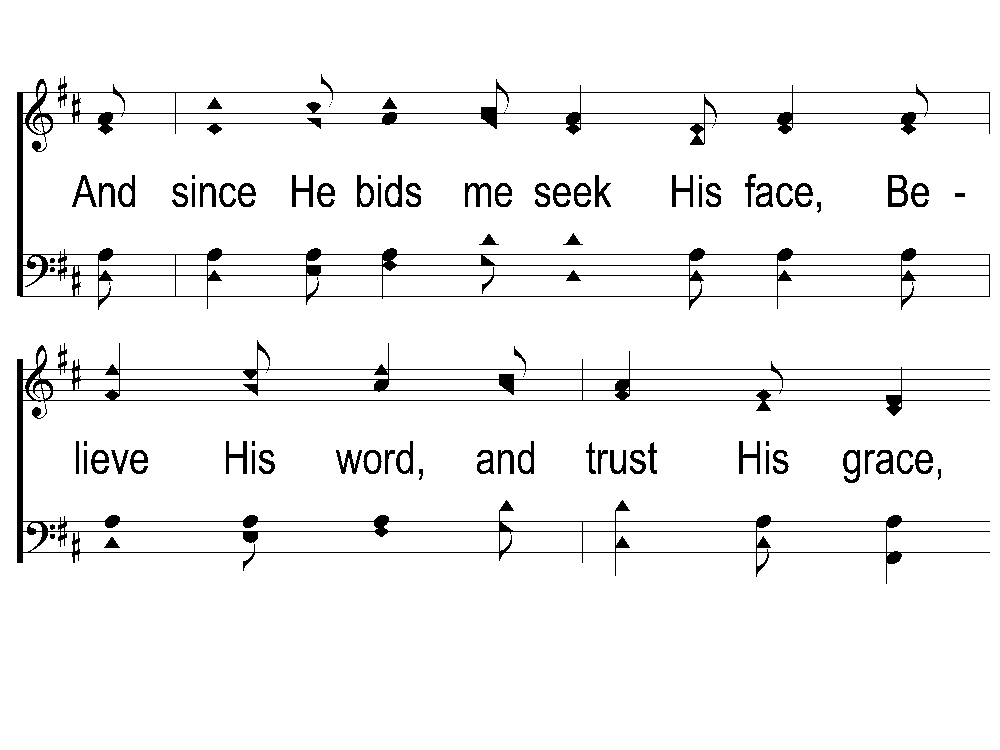 And since He bids me seek His face, Be -
lieve His word, and trust His grace,